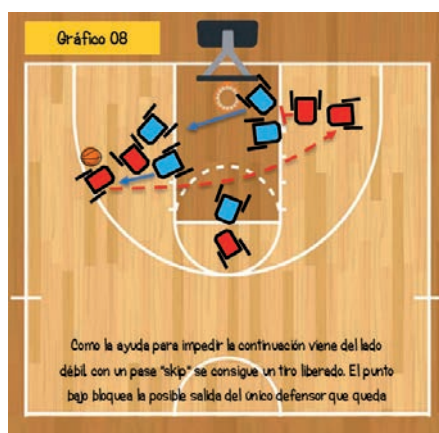 Gráfico 08
Como la ayuda para impedir la continuación viene del lado
débil con un pase "skip" se consigue un tiro liberado. El punto
bajo bloquea la posible salida del único defensor que queda